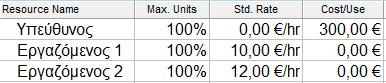 Resource Name Max. Units Std. Rate Cost/Use
Υπεύθυνος 100% 0,00 €/hr 300,00 €
Εργαζόμενος 1 100% 10,00 €/hr 0,00 €
Εργαζόμενος 2 100% 12,00 €/hr 0,00 €